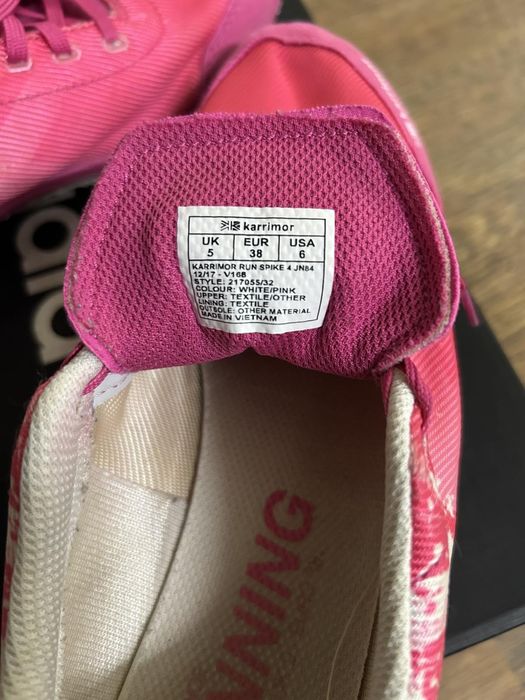 karrimor
UK EUR USA
5 38 6
KARRIMOR RUN SPIKE 4 JN84
12/17 - V168
STYLE: 217055/32
COLOUR: WHITE/PINK
UPPER: TEXTILE/OTHER
LINING: TEXTILE
OUTSOLE: OTHER MATERIAL
MADE IN VIETNAM